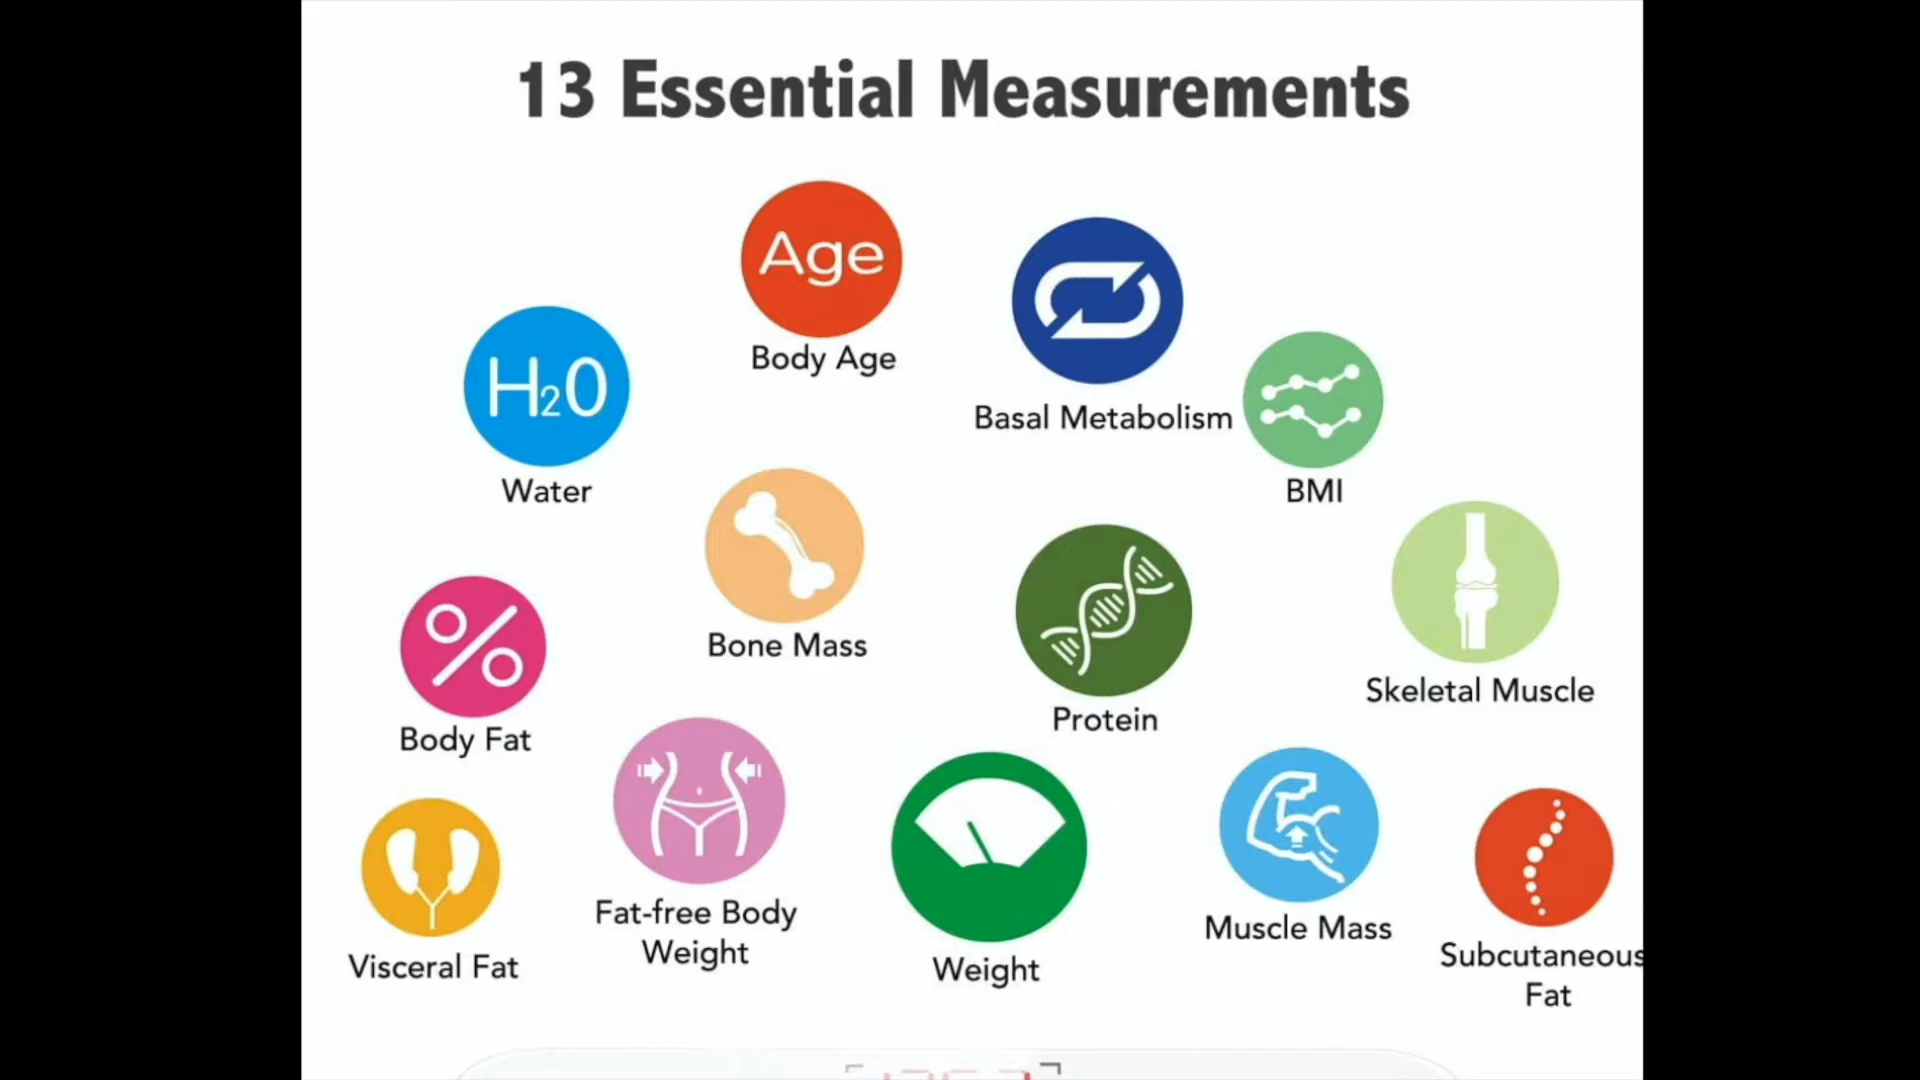 13 Essential Measurements
Age
Body Age
Basal Metabolism
H₂0
Water
BMI
Bone Mass
Protein
Skeletal Muscle
%
Body Fat
Fat-free Body
Weight
Weight
Muscle Mass
Visceral Fat
Subcutaneous
Fat